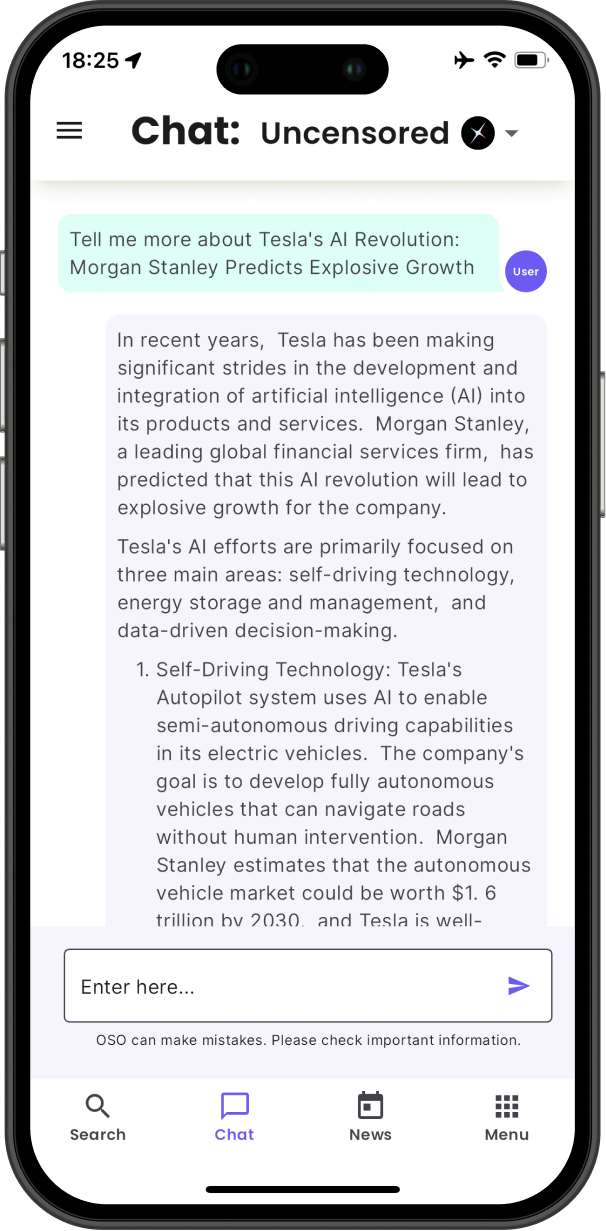 18:25
Chat: Uncensored
Tell me more about Tesla's AI Revolution:
Morgan Stanley Predicts Explosive Growth
User
In recent years,  Tesla has been making
significant strides in the development and
integration of artificial intelligence (AI) into
its products and services.  Morgan Stanley,
a leading global financial services firm,  has
predicted that this AI revolution will lead to
explosive growth for the company.
Tesla's AI efforts are primarily focused on
three main areas: self-driving technology,
energy storage and management,  and
data-driven decision-making.
1. Self-Driving Technology: Tesla's
Autopilot system uses AI to enable
semi-autonomous driving capabilities
in its electric vehicles.  The company's
goal is to develop fully autonomous
vehicles that can navigate roads
without human intervention.  Morgan
Stanley estimates that the autonomous
vehicle market could be worth $1. 6
trillion by 2030,  and Tesla is well-
Enter here...
OSO can make mistakes. Please check important information.
Search
Chat
News
Menu